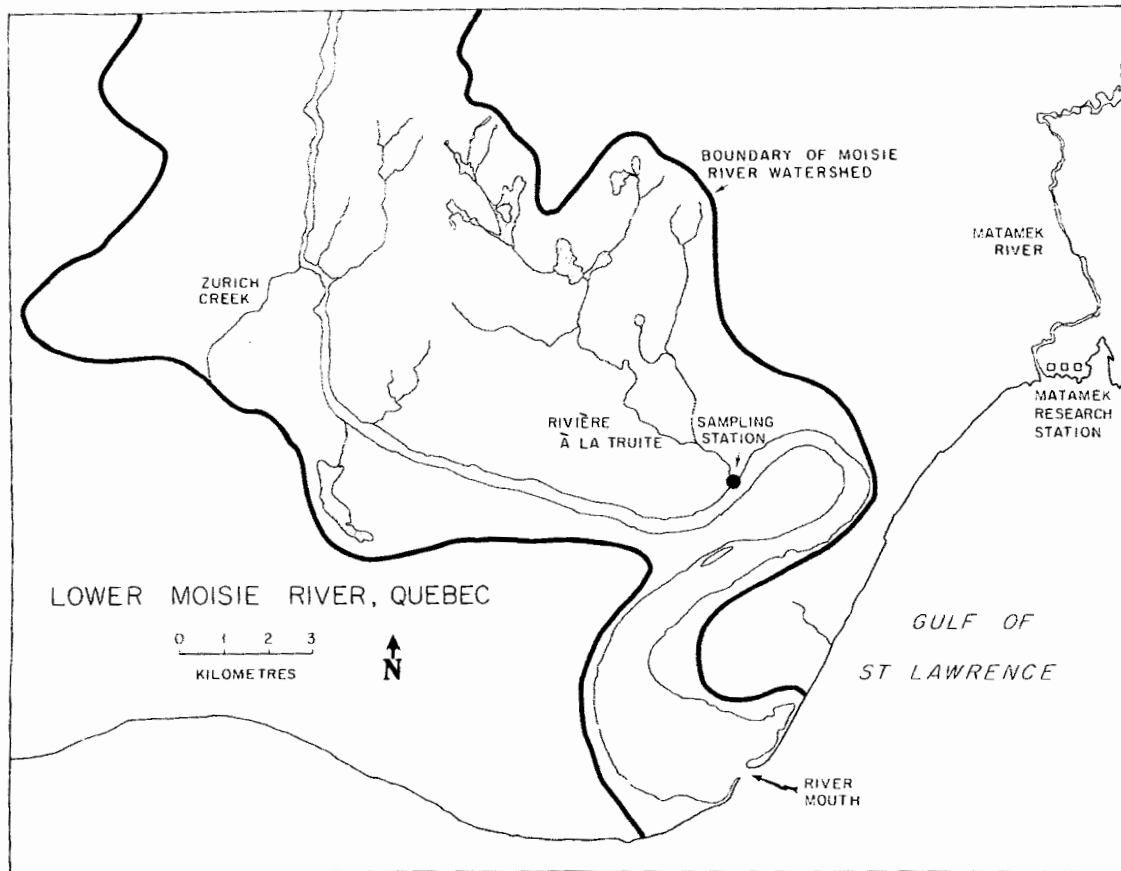 BOUNDARY OF MOISIE
RIVER WATERSHED
MATAMEK
RIVER
ZURICH
CREEK
MATAMEK
RESEARCH
STATION
RIVIÈRE
À LA TRUITE
SAMPLING
STATION
LOWER MOISIE RIVER, QUEBEC
0 1 2 3
KILOMETRES
N
GULF OF
ST LAWRENCE
RIVER
MOUTH